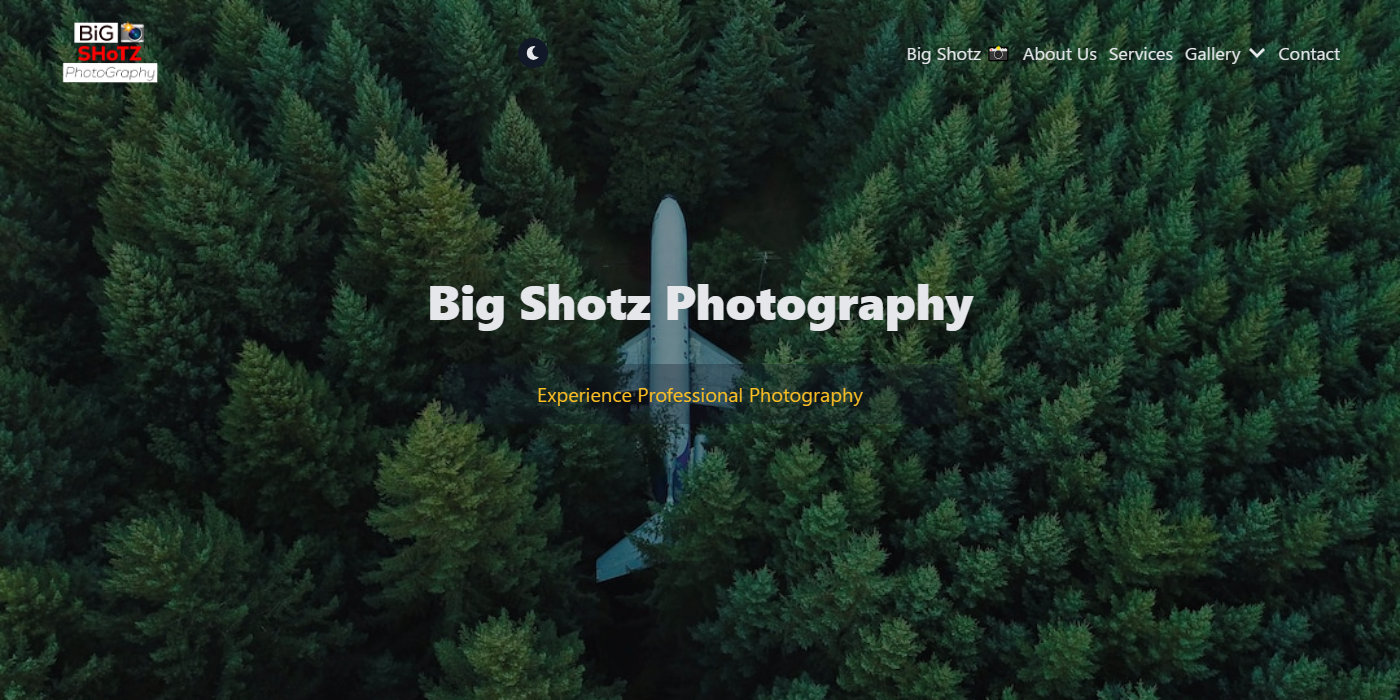 BiG
SHoTZ
PhotoGraphy
Big Shotz 📸 About Us Services Gallery Contact
Big Shotz Photography
Experience Professional Photography